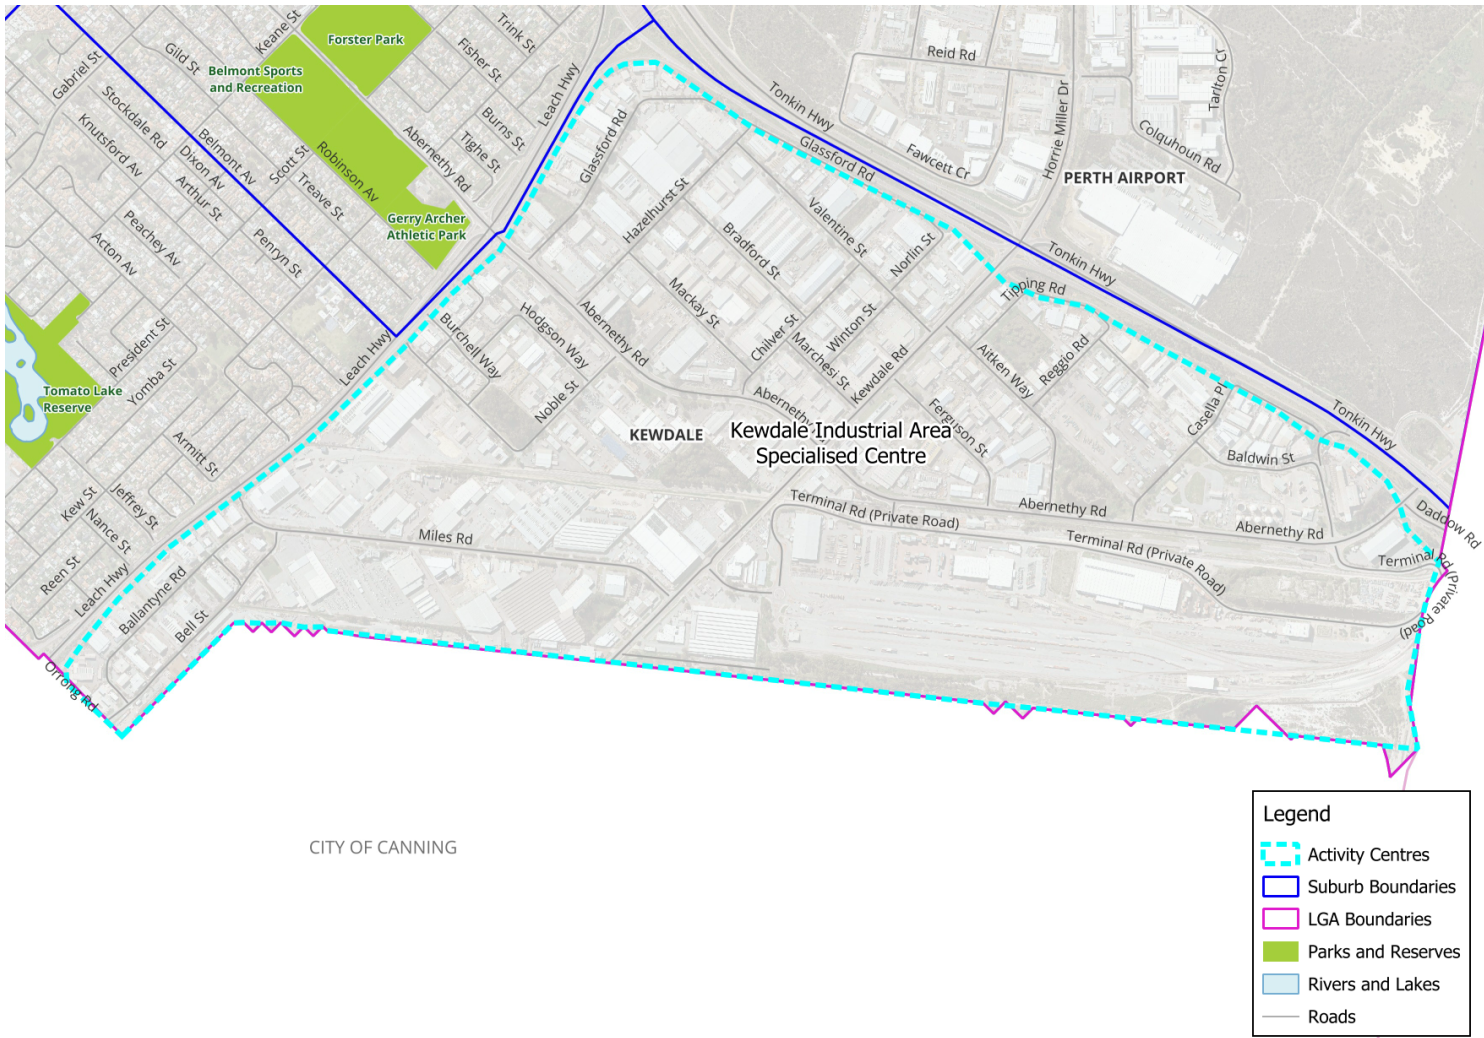 Trink St
Keane St
Forster Park
Fisher St
Gild St
Gabriel St
Belmont Sports
and Recreation
Leach Hwy
Reid Rd
Tarlton Cr
Horrie Miller Dr
Tonkin Hwy
Stockdale Rd
Knutsford Av
Belmont Av
Burns St
Tighe St
Abernethy Rd
Glassford Rd
Colquhoun Rd
Fawcett Cr
Glassford Rd
PERTH AIRPORT
Dixon Av
Scott St
Robinson Av
Arthur St
Treave St
Hazelhurst St
Valentine St
Gerry Archer
Athletic Park
Peachey Av
Acton Av
Penryn St
Bradford St
Norlin St
Tonkin Hwy
Tipping Rd
Mackay St
Abernethy Rd
Hodgson Way
Burchell Way
Chilver St
Winton St
Marchesi St
Kewdale Rd
Aitken Way
Reggio Rd
President St
Yomba St
Leach Hwy
Tomato Lake
Reserve
Noble St
Abernethy Rd
Ferguson St
Casella Pl
Tonkin Hwy
KEWDALE
Kewdale Industrial Area
Specialised Centre
Armitt St
Baldwin St
Kew St
Jeffrey St
Nance St
Terminal Rd (Private Road)
Abernethy Rd
Abernethy Rd
Daddow Rd
Miles Rd
Terminal Rd (Private Road)
Terminal Rd (Private Road)
Reen St
Leach Hwy
Ballantyne Rd
Bell St
Orrong Rd
CITY OF CANNING
Legend
Activity Centres
Suburb Boundaries
LGA Boundaries
Parks and Reserves
Rivers and Lakes
Roads